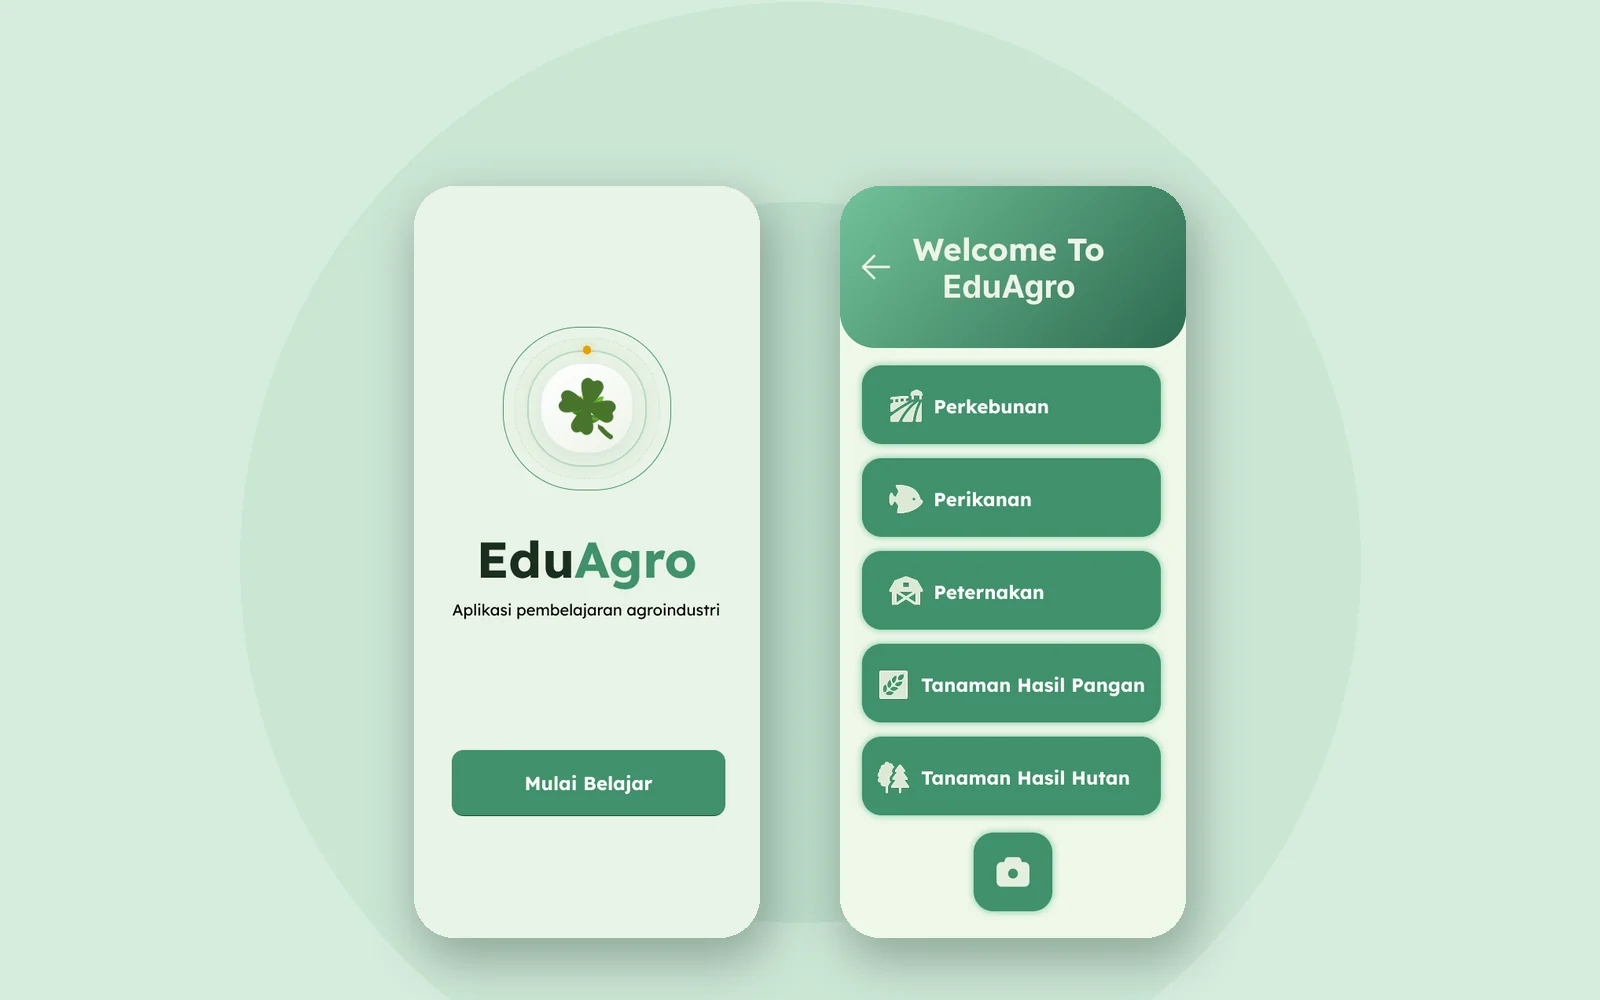 EduAgro
Aplikasi pembelajaran agroindustri
Mulai Belajar
Welcome To
EduAgro
Perkebunan
Perikanan
Peternakan
Tanaman Hasil Pangan
Tanaman Hasil Hutan